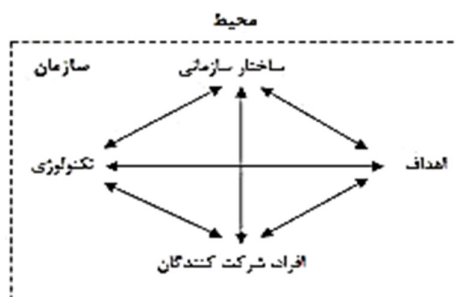 محیط
سازمان
ساختار سازمانی
تکنولوژی
اهداف
افراد، شرکت کنندگان